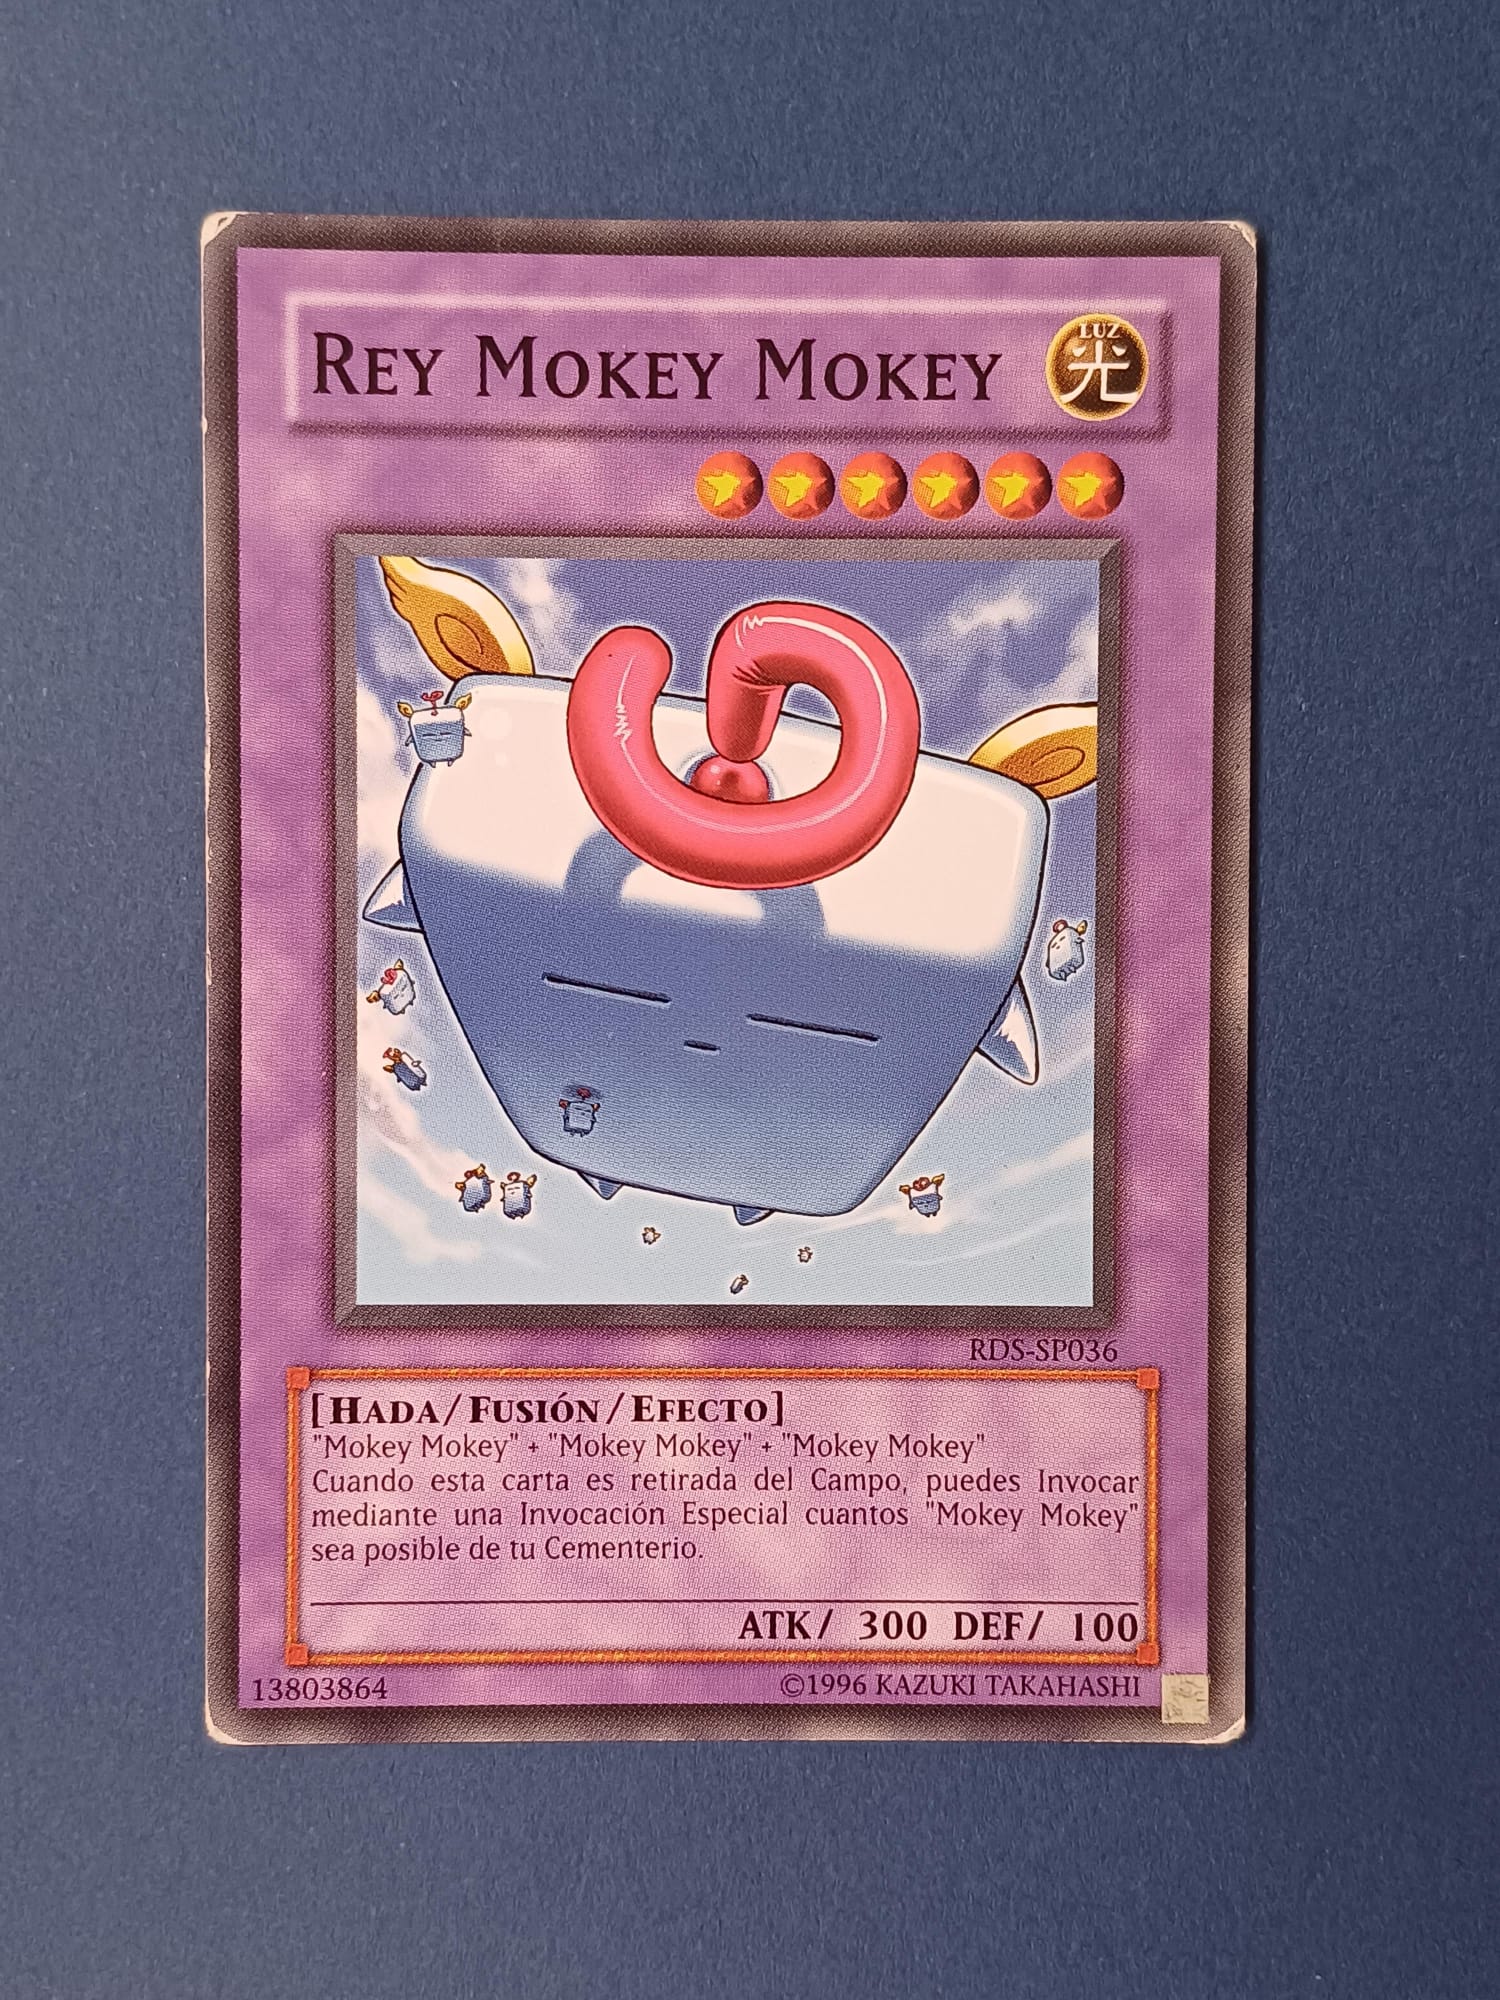 REY MOKEY MOKEY
LUZ
光
RDS-SP036
[HADA/FUSIÓN/EFECTO]
"Mokey Mokey" + "Mokey Mokey" + "Mokey Mokey"
Cuando esta carta es retirada del Campo, puedes Invocar
mediante una Invocación Especial cuantos "Mokey Mokey"
sea posible de tu Cementerio.
ATK/ 300 DEF/ 100
13803864
©1996 KAZUKI TAKAHASHI